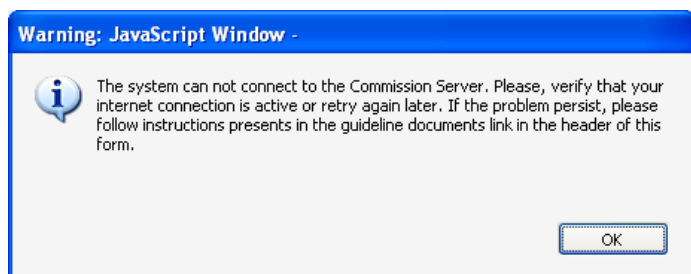 Warning: JavaScript Window -
The system can not connect to the Commission Server. Please, verify that your
internet connection is active or retry again later. If the problem persist, please
follow instructions presents in the guideline documents link in the header of this
form.
OK